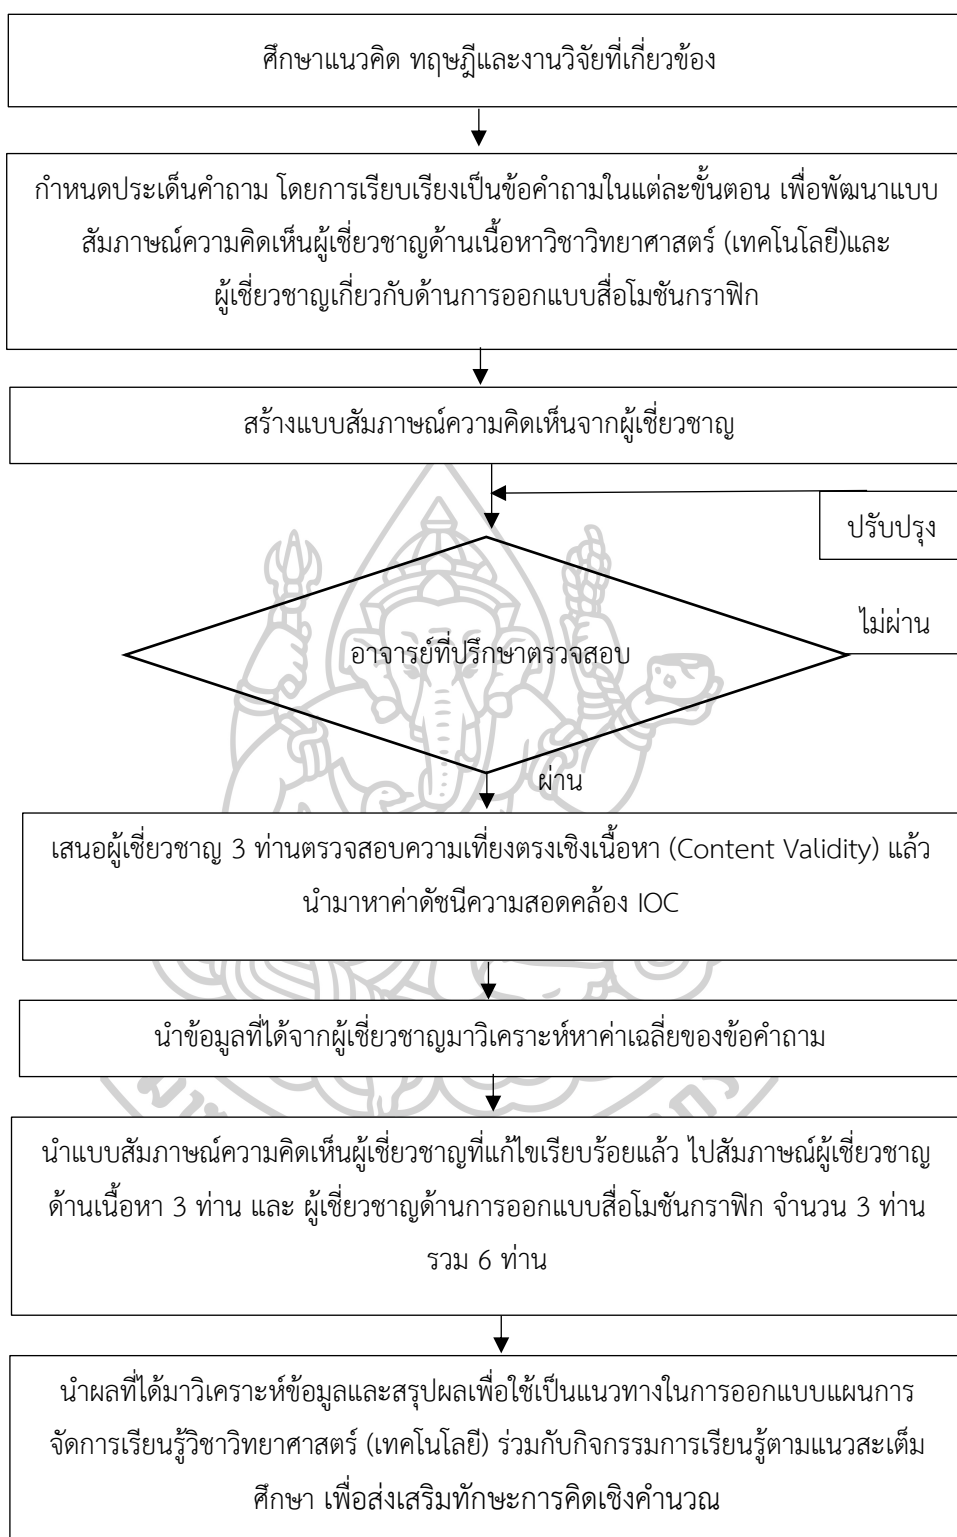 ศึกษาแนวคิด ทฤษฎีและงานวิจัยที่เกี่ยวข้อง
กำหนดประเด็นคำถาม โดยการเรียบเรียงเป็นข้อคำถามในแต่ละขั้นตอน เพื่อพัฒนาแบบ
สัมภาษณ์ความคิดเห็นผู้เชี่ยวชาญด้านเนื้อหาวิชาวิทยาศาสตร์ (เทคโนโลยี)และ
ผู้เชี่ยวชาญเกี่ยวกับด้านการออกแบบสื่อโมชันกราฟิก
สร้างแบบสัมภาษณ์ความคิดเห็นจากผู้เชี่ยวชาญ
ปรับปรุง
ไม่ผ่าน
อาจารย์ที่ปรึกษาตรวจสอบ
ผ่าน
เสนอผู้เชี่ยวชาญ 3 ท่านตรวจสอบความเที่ยงตรงเชิงเนื้อหา (Content Validity) แล้ว
นำมาหาค่าดัชนีความสอดคล้อง IOC
นำข้อมูลที่ได้จากผู้เชี่ยวชาญมาวิเคราะห์หาค่าเฉลี่ยของข้อคำถาม
นำแบบสัมภาษณ์ความคิดเห็นผู้เชี่ยวชาญที่แก้ไขเรียบร้อยแล้ว ไปสัมภาษณ์ผู้เชี่ยวชาญ
ด้านเนื้อหา 3 ท่าน และ ผู้เชี่ยวชาญด้านการออกแบบสื่อโมชันกราฟิก จำนวน 3 ท่าน
รวม 6 ท่าน
นำผลที่ได้มาวิเคราะห์ข้อมูลและสรุปผลเพื่อใช้เป็นแนวทางในการออกแบบแผนการ
จัดการเรียนรู้วิชาวิทยาศาสตร์ (เทคโนโลยี) ร่วมกับกิจกรรมการเรียนรู้ตามแนวสะเต็ม
ศึกษา เพื่อส่งเสริมทักษะการคิดเชิงคำนวณ